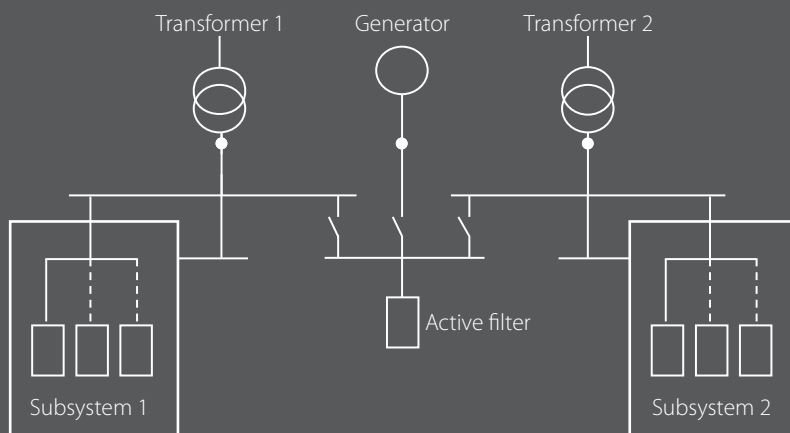 Transformer 1
Generator
Transformer 2
Active filter
Subsystem 1
Subsystem 2